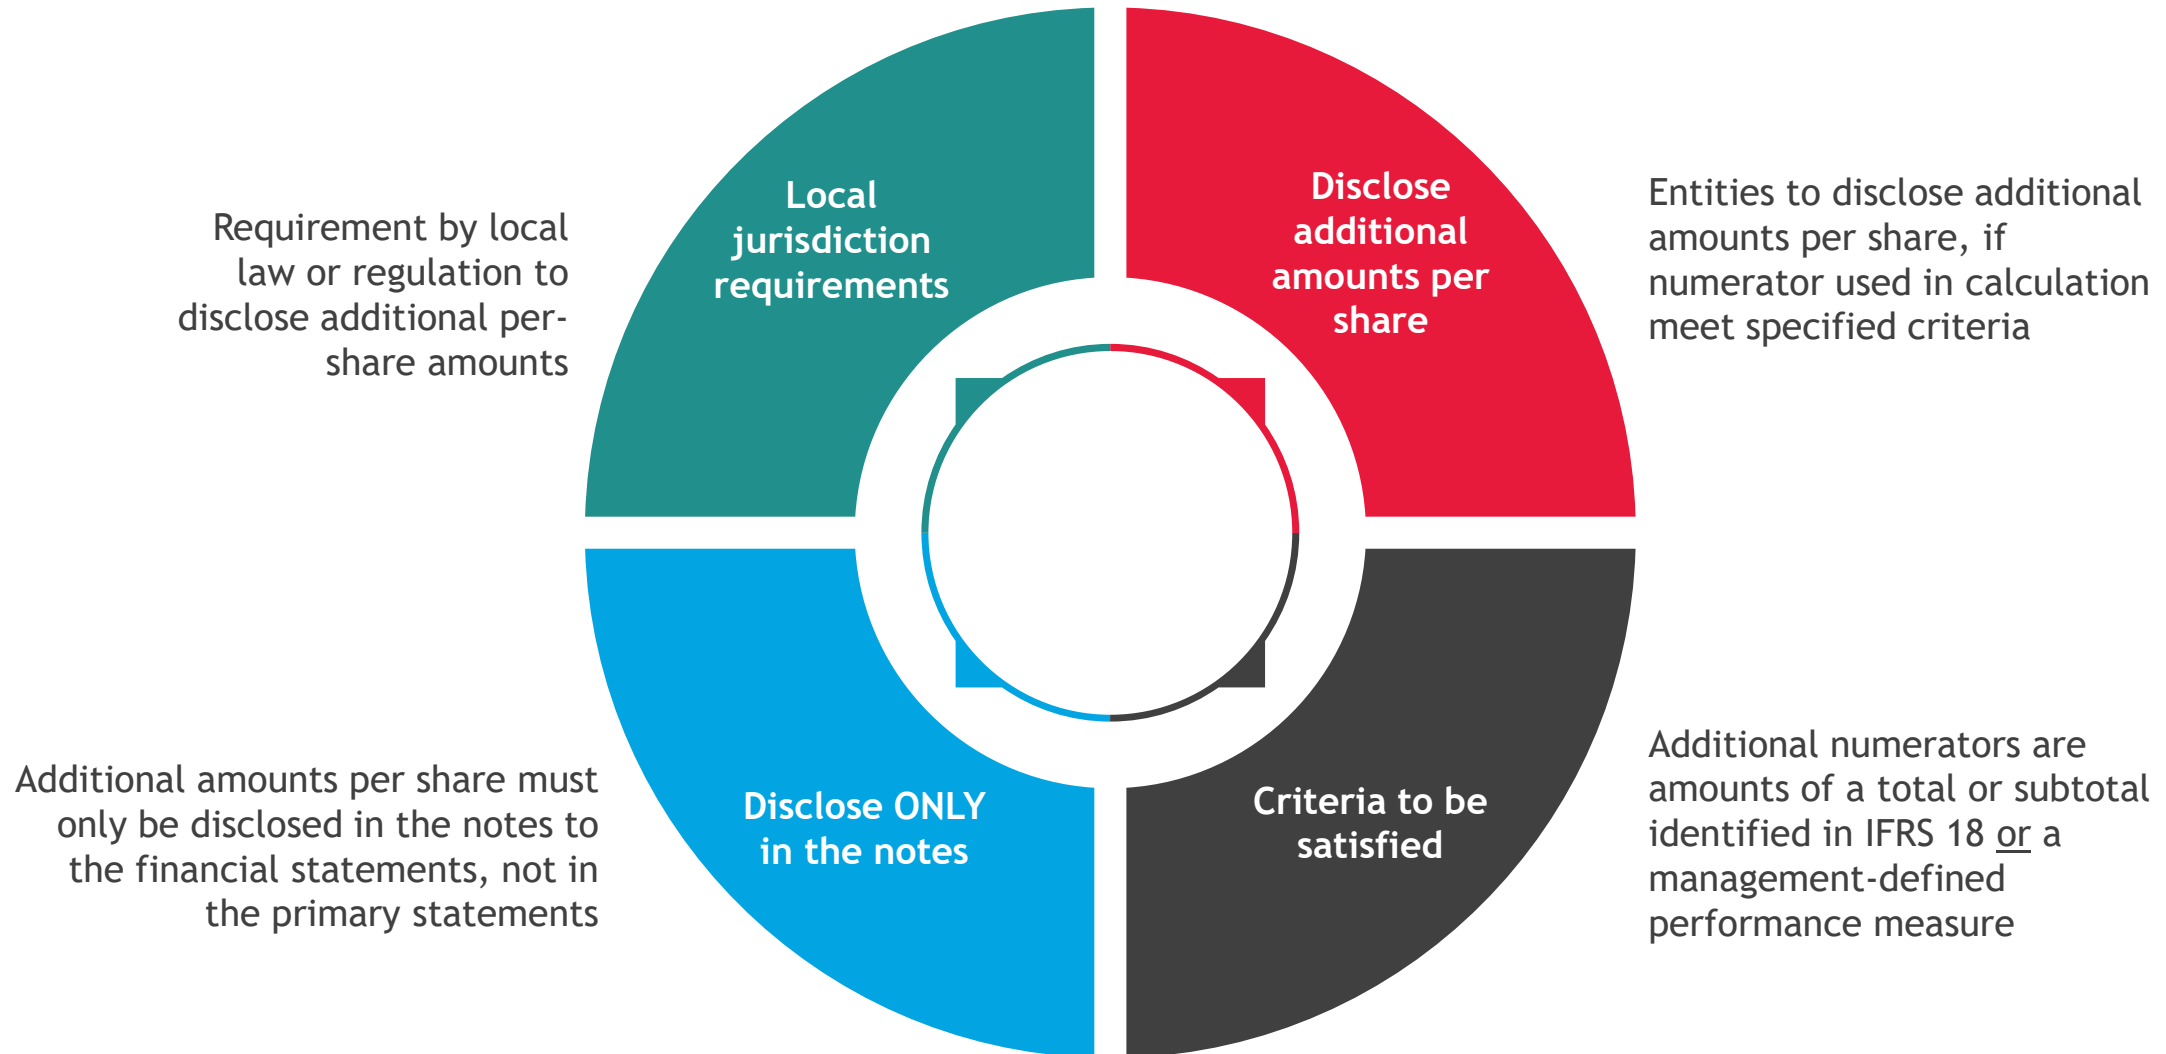 Local
jurisdiction
requirements
Requirement by local
law or regulation to
disclose additional per-
share amounts
Disclose
additional
amounts per
share
Entities to disclose additional
amounts per share, if
numerator used in calculation
meet specified criteria
Disclose ONLY
in the notes
Additional amounts per share must
only be disclosed in the notes to
the financial statements, not in
the primary statements
Criteria to be
satisfied
Additional numerators are
amounts of a total or subtotal
identified in IFRS 18 or a
management-defined
performance measure